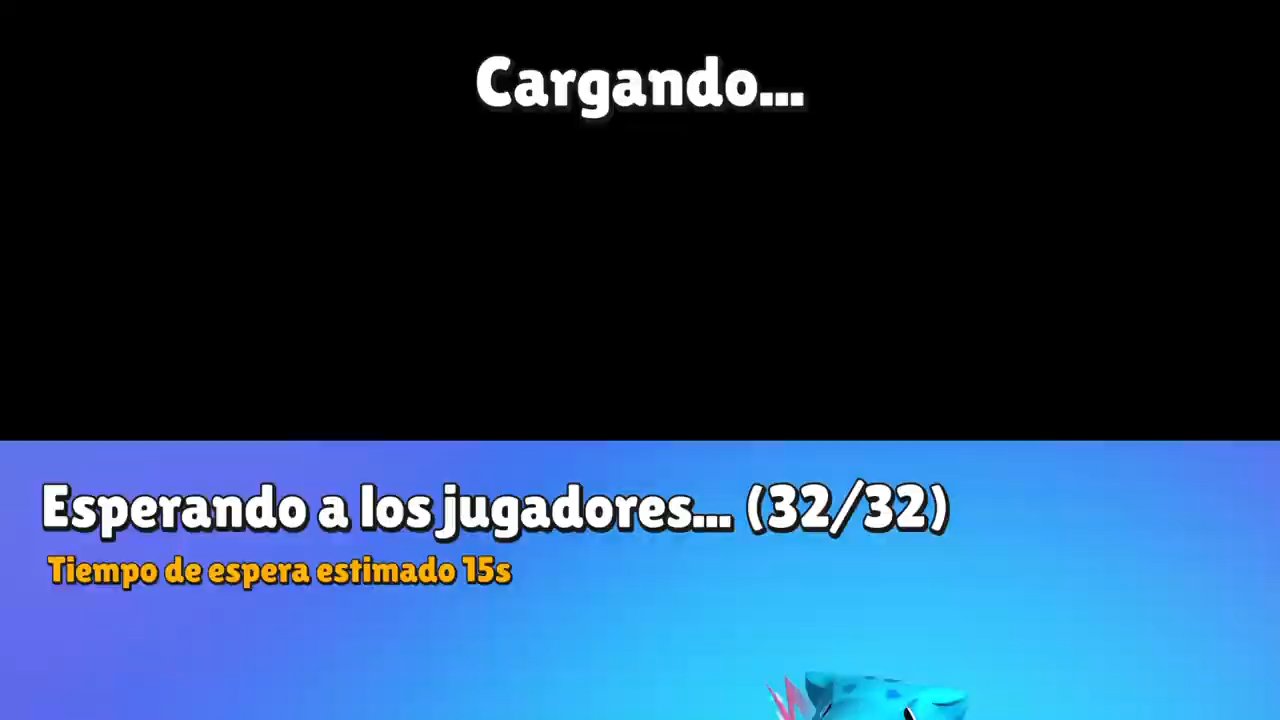 Cargando...
Esperando a los jugadores... (32/32)
Tiempo de espera estimado 15s